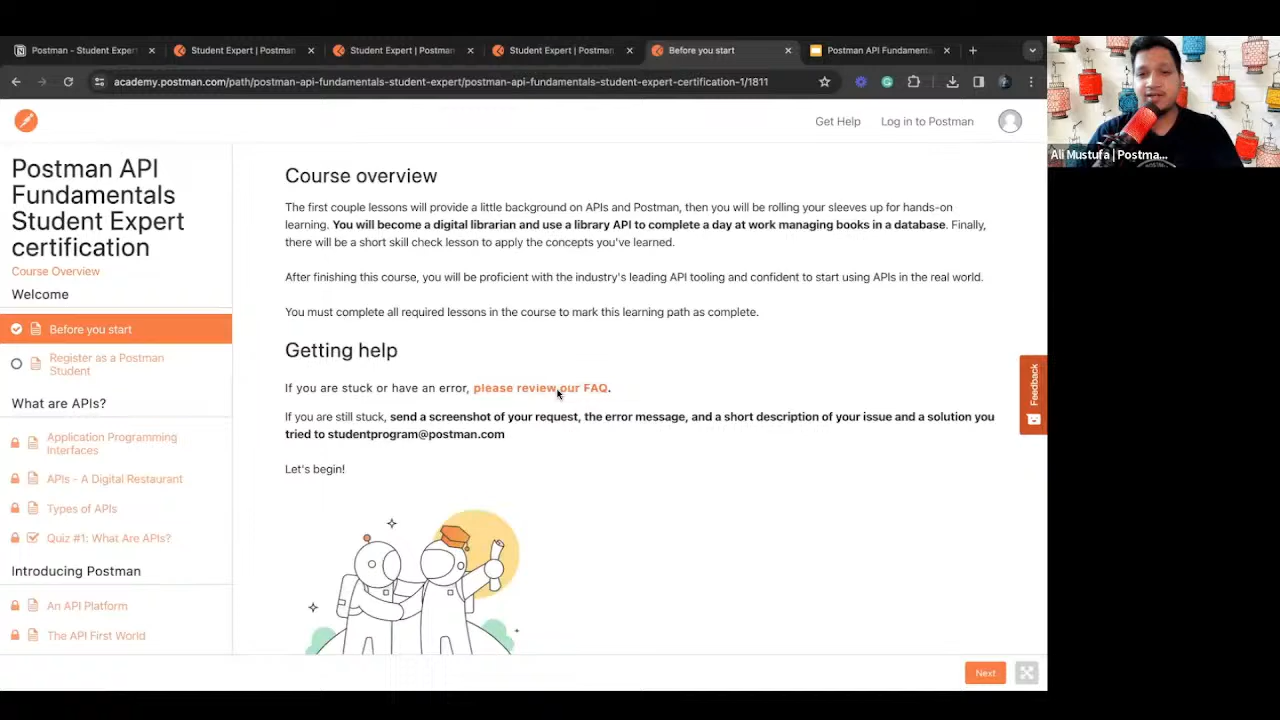 Postman - Student Exper
Student Expert | Postman
Student Expert | Postman
Student Expert | Postman
Before you start
Postman API Fundamenta
academy.postman.com/path/postman-api-fundamentals-student-expert/postman-api-fundamentals-student-expert-certification-1/1811
Get Help
Log in to Postman
Ali Mustufa | Postma...
Postman API
Fundamentals
Student Expert
certification
Course Overview
Welcome
Before you start
Register as a Postman
Student
What are APIs?
Application Programming
Interfaces
APIs - A Digital Restaurant
Types of APIs
Quiz #1: What Are APIs?
Introducing Postman
An API Platform
The API First World
Course overview
The first couple lessons will provide a little background on APIs and Postman, then you will be rolling your sleeves up for hands-on
learning. You will become a digital librarian and use a library API to complete a day at work managing books in a database. Finally,
there will be a short skill check lesson to apply the concepts you've learned.
After finishing this course, you will be proficient with the industry's leading API tooling and confident to start using APIs in the real world.
You must complete all required lessons in the course to mark this learning path as complete.
Getting help
If you are stuck or have an error, please review our FAQ.
If you are still stuck, send a screenshot of your request, the error message, and a short description of your issue and a solution you
tried to studentprogram@postman.com
Let's begin!
Feedback
Next